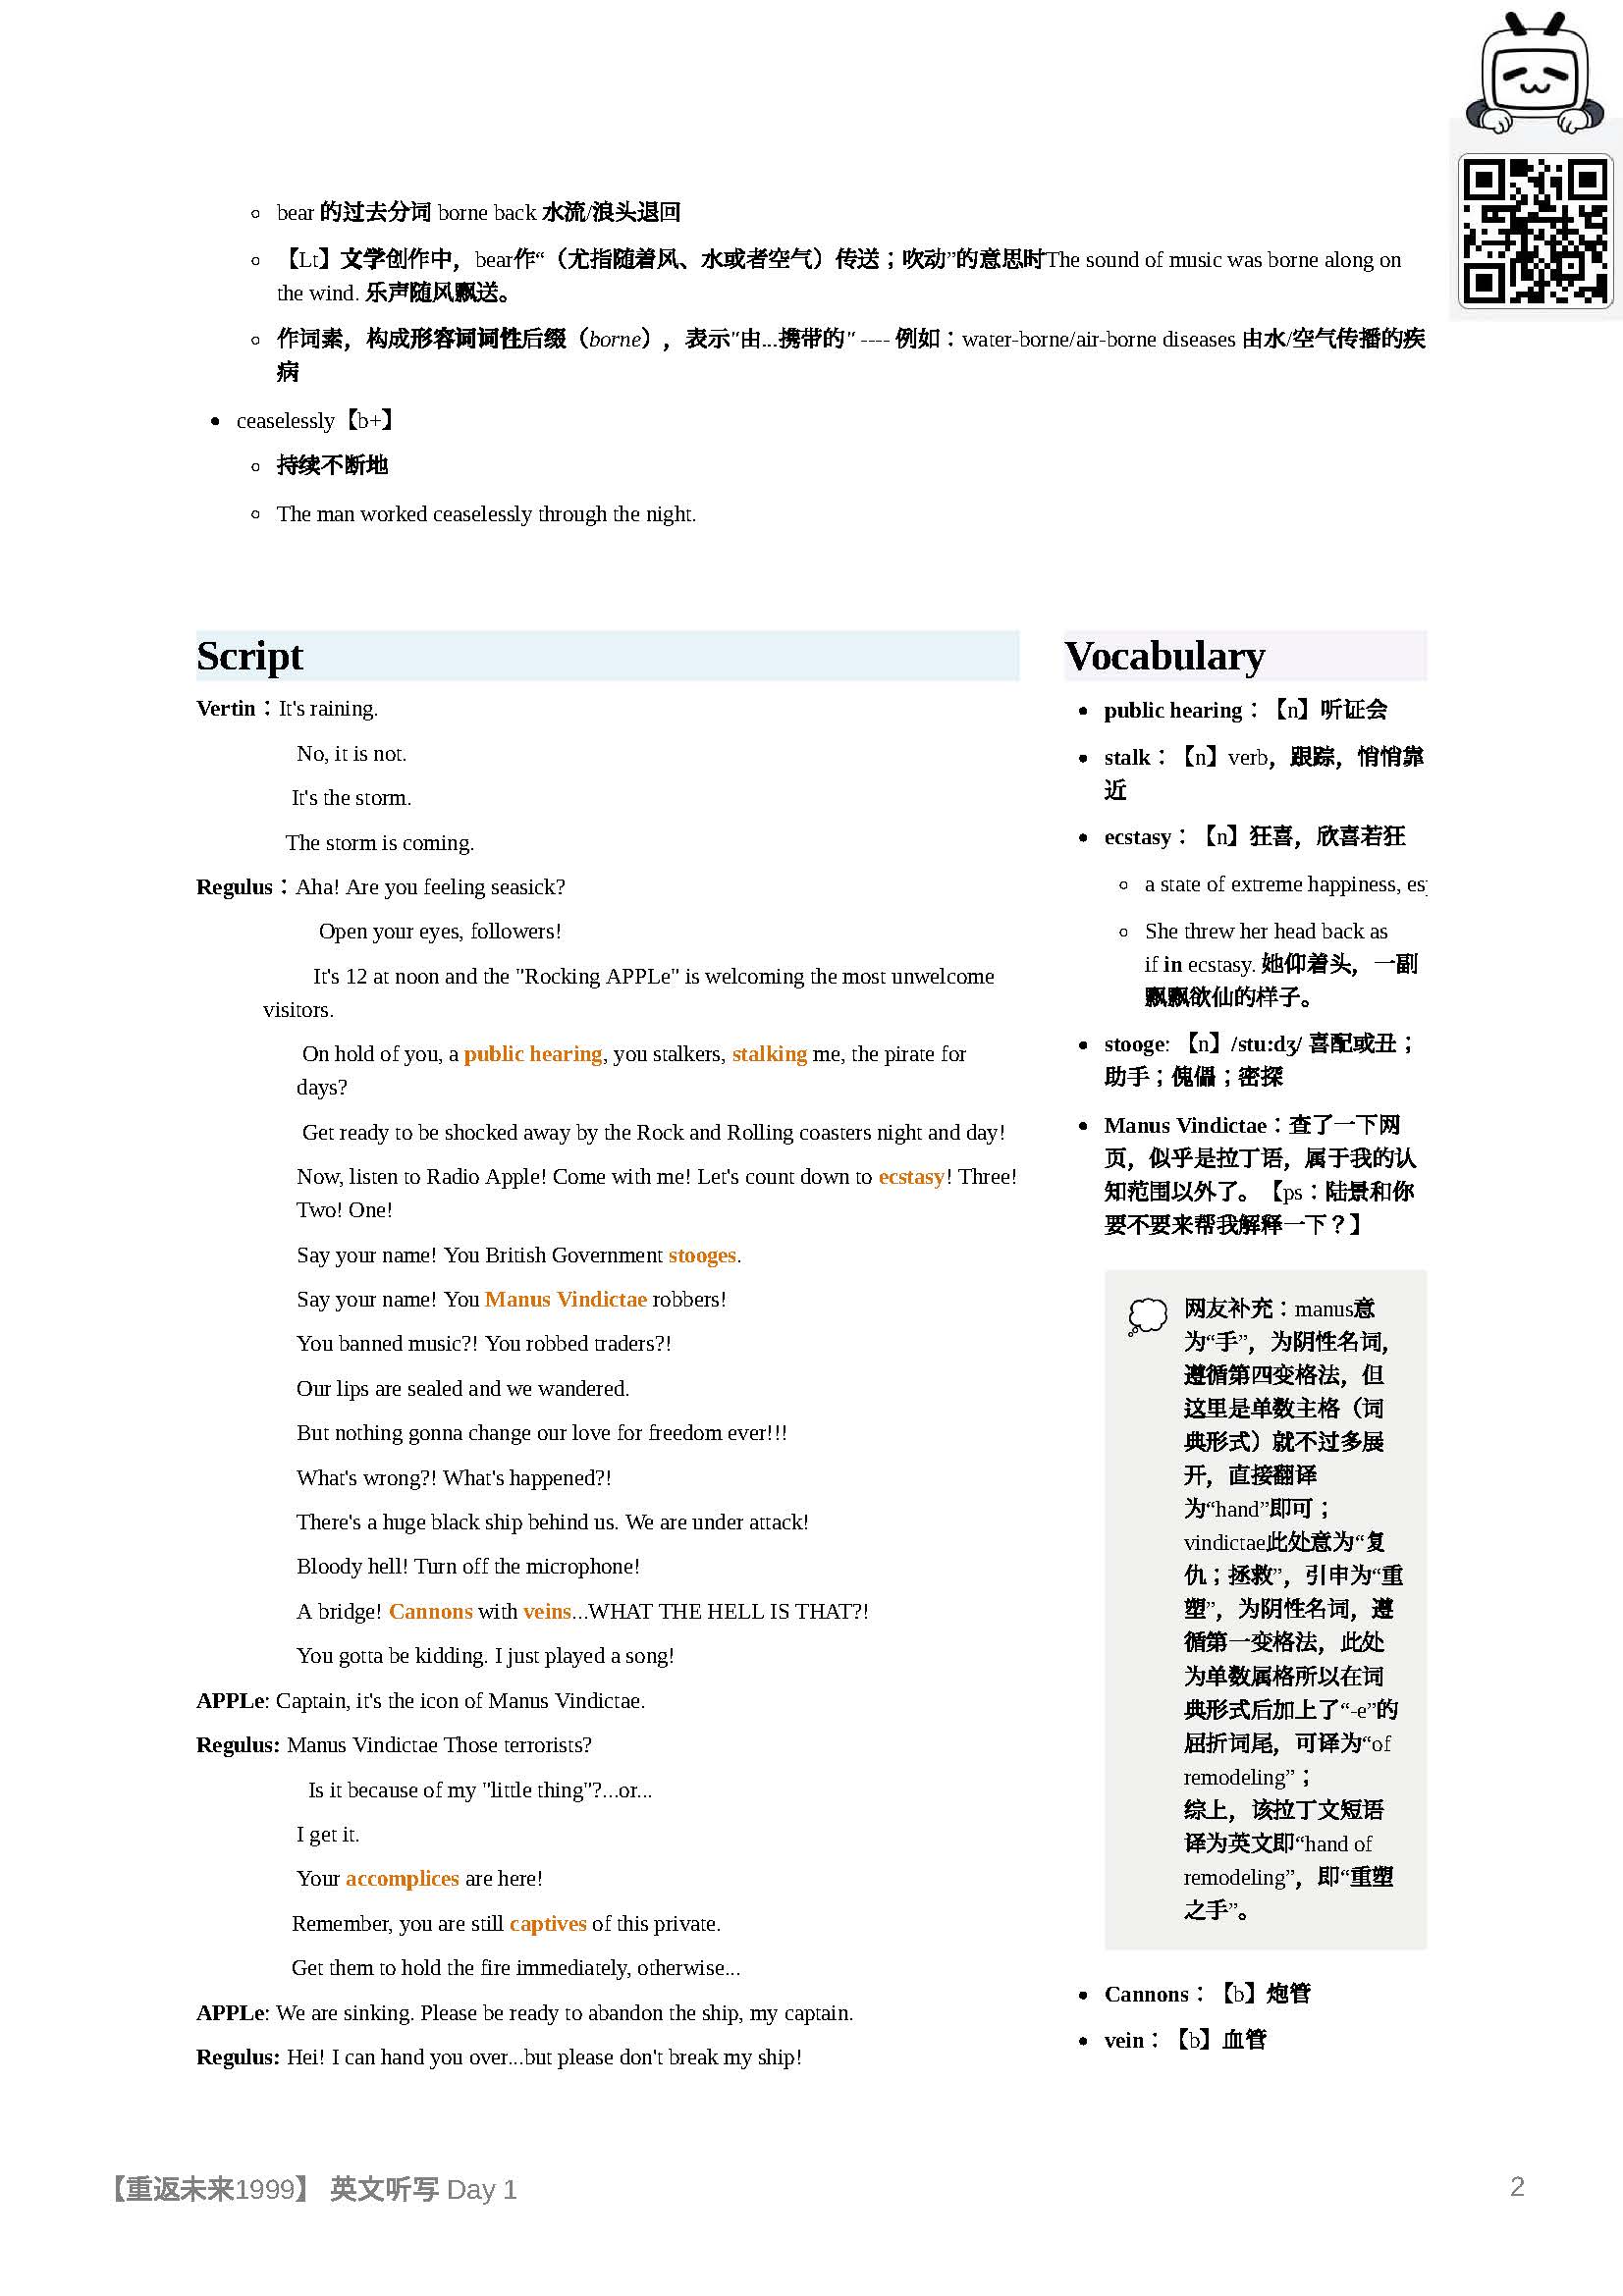 bear 的过去分词 borne back 水流/浪头退回
【Lt】文学创作中，bear作“（尤指随着风、水或者空气）传送；吹动”的意思时The sound of music was borne along on
the wind. 乐声随风飘送。
作词素，构成形容词词性后缀（borne），表示"由...携带的" ---- 例如：water-borne/air-borne diseases 由水/空气传播的疾
病
ceaselessly【b+】
持续不断地
The man worked ceaselessly through the night.
Script
Vertin：It's raining.
No, it is not.
It's the storm.
The storm is coming.
Regulus：Aha! Are you feeling seasick?
Open your eyes, followers!
It's 12 at noon and the "Rocking APPLe" is welcoming the most unwelcome
visitors.
On hold of you, a public hearing, you stalkers, stalking me, the pirate for
days?
Get ready to be shocked away by the Rock and Rolling coasters night and day!
Now, listen to Radio Apple! Come with me! Let's count down to ecstasy! Three!
Two! One!
Say your name! You British Government stooges.
Say your name! You Manus Vindictae robbers!
You banned music?! You robbed traders?!
Our lips are sealed and we wandered.
But nothing gonna change our love for freedom ever!!!
What's wrong?! What's happened?!
There's a huge black ship behind us. We are under attack!
Bloody hell! Turn off the microphone!
A bridge! Cannons with veins...WHAT THE HELL IS THAT?!
You gotta be kidding. I just played a song!
APPLe: Captain, it's the icon of Manus Vindictae.
Regulus: Manus Vindictae Those terrorists?
Is it because of my "little thing"?...or...
I get it.
Your accomplices are here!
Remember, you are still captives of this private.
Get them to hold the fire immediately, otherwise...
APPLe: We are sinking. Please be ready to abandon the ship, my captain.
Regulus: Hei! I can hand you over...but please don't break my ship!
Vocabulary
public hearing：【n】听证会
stalk：【n】verb，跟踪，悄悄靠
近
ecstasy：【n】狂喜，欣喜若狂
a state of extreme happiness, es
She threw her head back as
if in ecstasy. 她仰着头，一副
飘飘欲仙的样子。
stooge: 【n】/stu:dʒ/ 喜配或丑；
助手；傀儡；密探
Manus Vindictae：查了一下网
页，似乎是拉丁语，属于我的认
知范围以外了。【ps：陆景和你
要不要来帮我解释一下？】
网友补充：manus意
为“手”，为阴性名词，
遵循第四变格法，但
这里是单数主格（词
典形式）就不过多展
开，直接翻译
为“hand”即可；
vindictae此处意为“复
仇；拯救”，引申为“重
塑”，为阴性名词，遵
循第一变格法，此处
为单数属格所以在词
典形式后加上了“-e”的
屈折词尾，可译为“of
remodeling”；
综上，该拉丁文短语
译为英文即“hand of
remodeling”，即“重塑
之手”。
Cannons：【b】炮管
vein：【b】血管
【重返未来1999】 英文听写 Day 1
2